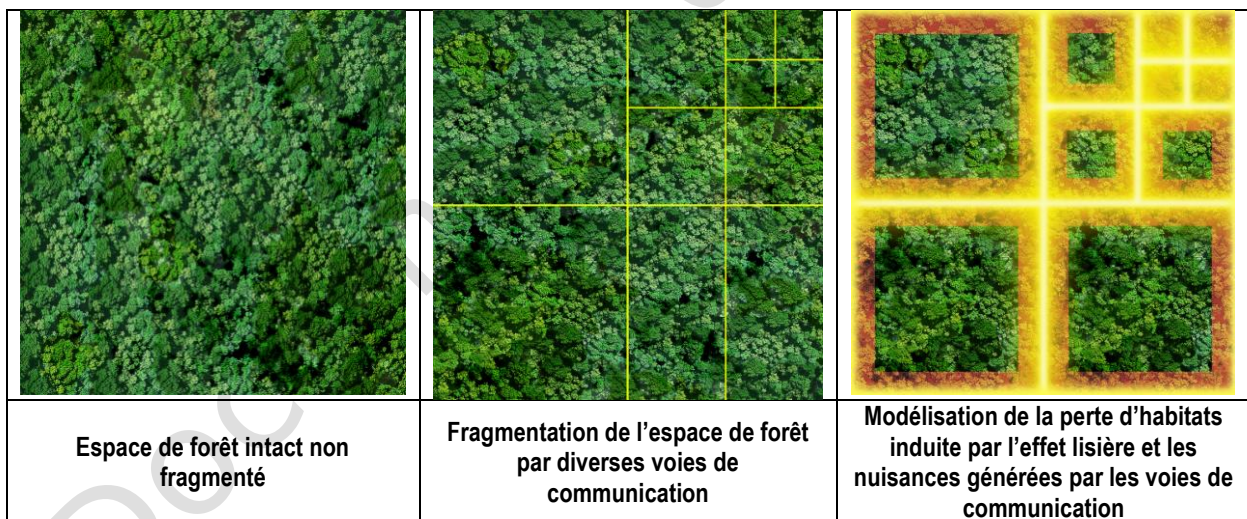 Espace de forêt intact non
fragmenté
Fragmentation de l'espace de forêt
par diverses voies de
communication
Modélisation de la perte d'habitats
induite par l'effet lisière et les
nuisances générées par les voies de
communication